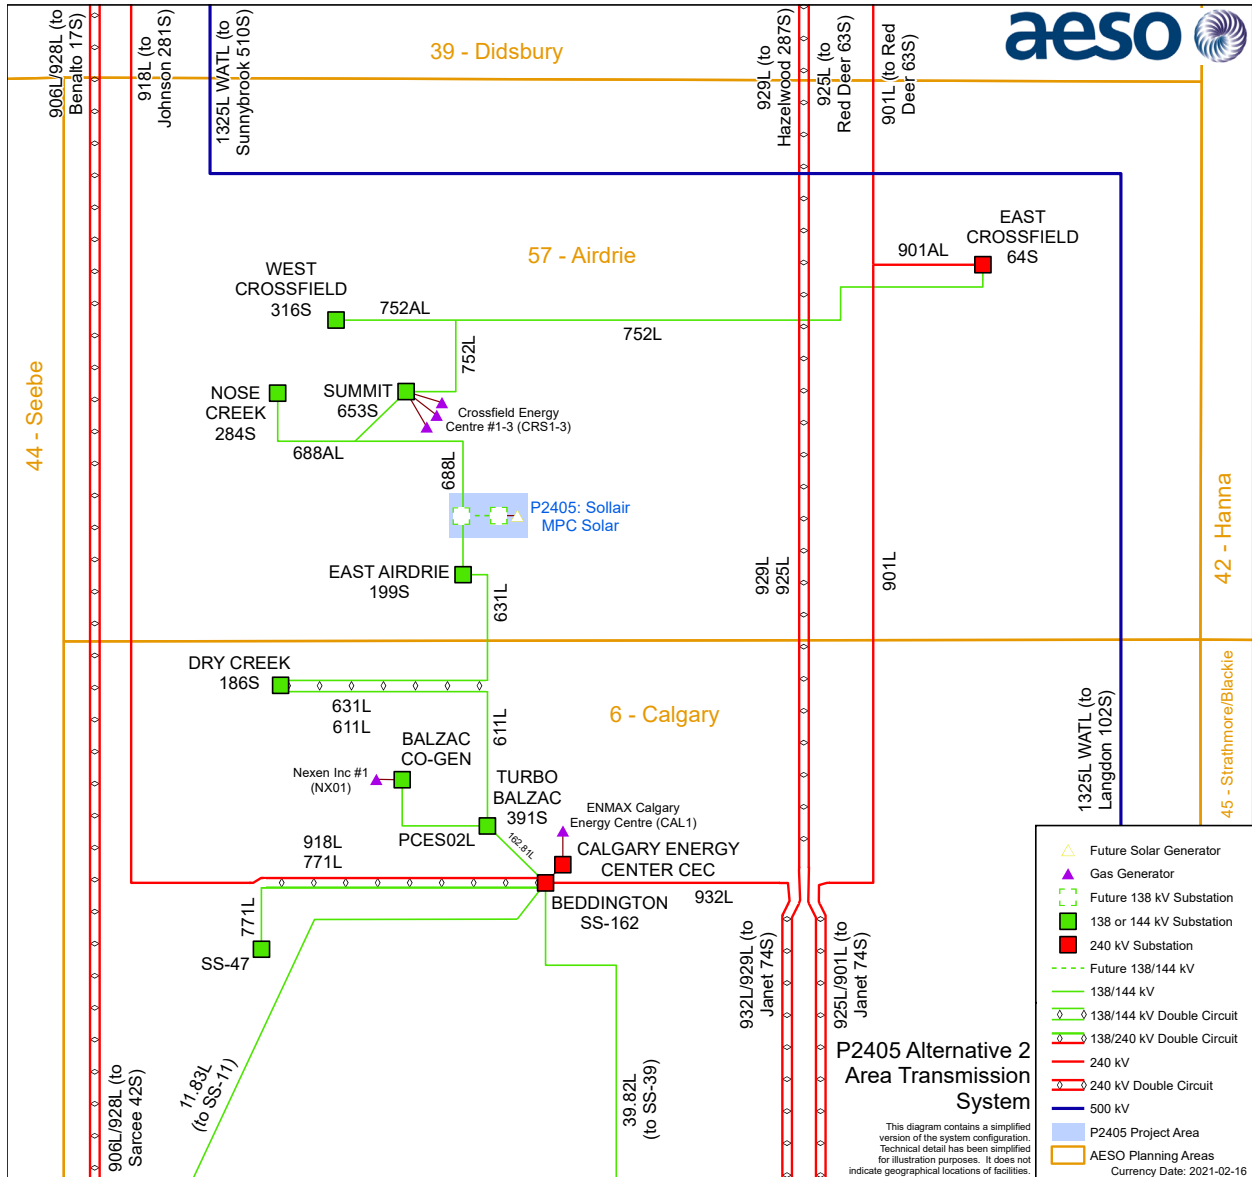 aeso
906L/928L (to
Benalto 17S)
918L (to
Johnson 281S)
1325L WATL (to
Sunnybrook 510S)
39 - Didsbury
929L (to
Hazelwood 287S)
925L (to
Red Deer 63S)
901L (to Red
Deer 63S)
EAST
CROSSFIELD
64S
901AL
57 - Airdrie
WEST
CROSSFIELD
316S
752AL
752L
752L
44 - Seebe
NOSE
CREEK
284S
SUMMIT
653S
Crossfield Energy
Centre #1-3 (CRS1-3)
688AL
688L
P2405: Sollair
MPC Solar
42 - Hanna
EAST AIRDRIE
199S
631L
929L
925L
901L
DRY CREEK
186S
631L
611L
611L
6 - Calgary
45 - Strathmore/Blackie
1325L WATL (to
Langdon 102S)
BALZAC
CO-GEN
Nexen Inc #1
(NX01)
TURBO
BALZAC
391S
PCES02L
162.81L
ENMAX Calgary
Energy Centre (CAL1)
CALGARY ENERGY
CENTER CEC
918L
771L
932L
BEDDINGTON
SS-162
771L
SS-47
932L/929L (to
Janet 74S)
925L/901L (to
Janet 74S)
906L/928L (to
Sarcee 42S)
11.83L
(to SS-11)
39.82L
(to SS-39)
P2405 Alternative 2
Area Transmission
System
This diagram contains a simplified
version of the system configuration.
Technical detail has been simplified
for illustration purposes. It does not
indicate geographical locations of facilities.
Future Solar Generator
Gas Generator
Future 138 kV Substation
138 or 144 kV Substation
240 kV Substation
Future 138/144 kV
138/144 kV
138/144 kV Double Circuit
138/240 kV Double Circuit
240 kV
240 kV Double Circuit
500 kV
P2405 Project Area
AESO Planning Areas
Currency Date: 2021-02-16